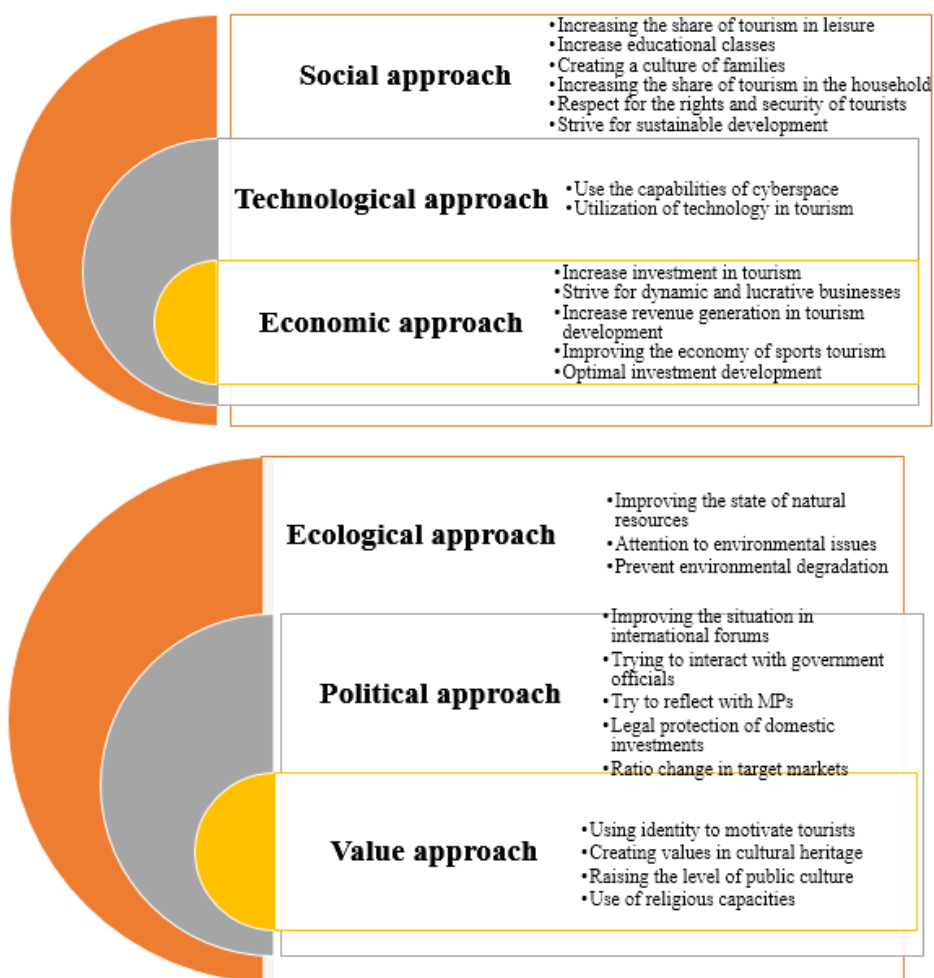 Social approach
•Increasing the share of tourism in leisure
•Increase educational classes
•Creating a culture of families
•Increasing the share of tourism in the household
•Respect for the rights and security of tourists
•Strive for sustainable development
Technological approach
•Use the capabilities of cyberspace
•Utilization of technology in tourism
Economic approach
•Increase investment in tourism
•Strive for dynamic and lucrative businesses
•Increase revenue generation in tourism
development
•Improving the economy of sports tourism
•Optimal investment development
Ecological approach
•Improving the state of natural
resources
•Attention to environmental issues
•Prevent environmental degradation
Political approach
•Improving the situation in
international forums
•Trying to interact with government
officials
•Try to reflect with MPs
•Legal protection of domestic
investments
•Ratio change in target markets
Value approach
•Using identity to motivate tourists
•Creating values in cultural heritage
•Raising the level of public culture
•Use of religious capacities